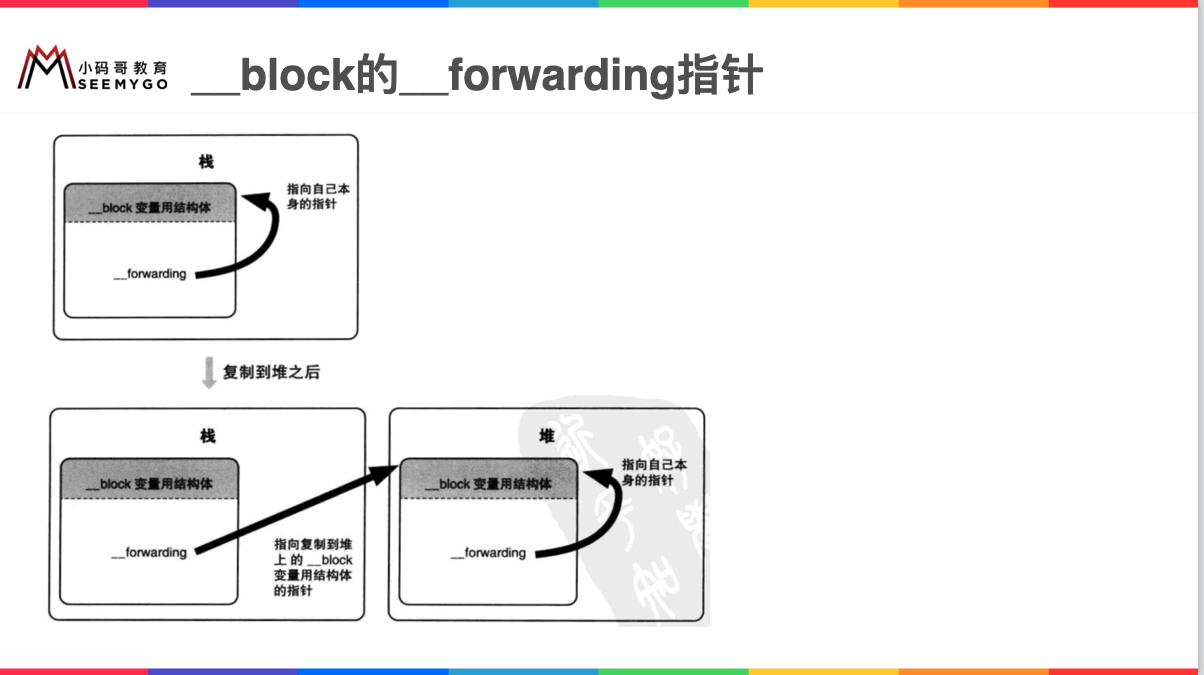 小码哥教育
SEEMYGO
__block的__forwarding指针
栈
__block 变量用结构体
指向自己本
身的指针
__forwarding
复制到堆之后
栈
__block 变量用结构体
__forwarding
指向复制到堆
上 的 __block
变量用结构体
的指针
堆
__block 变量用结构体
指向自己本
身的指针
__forwarding